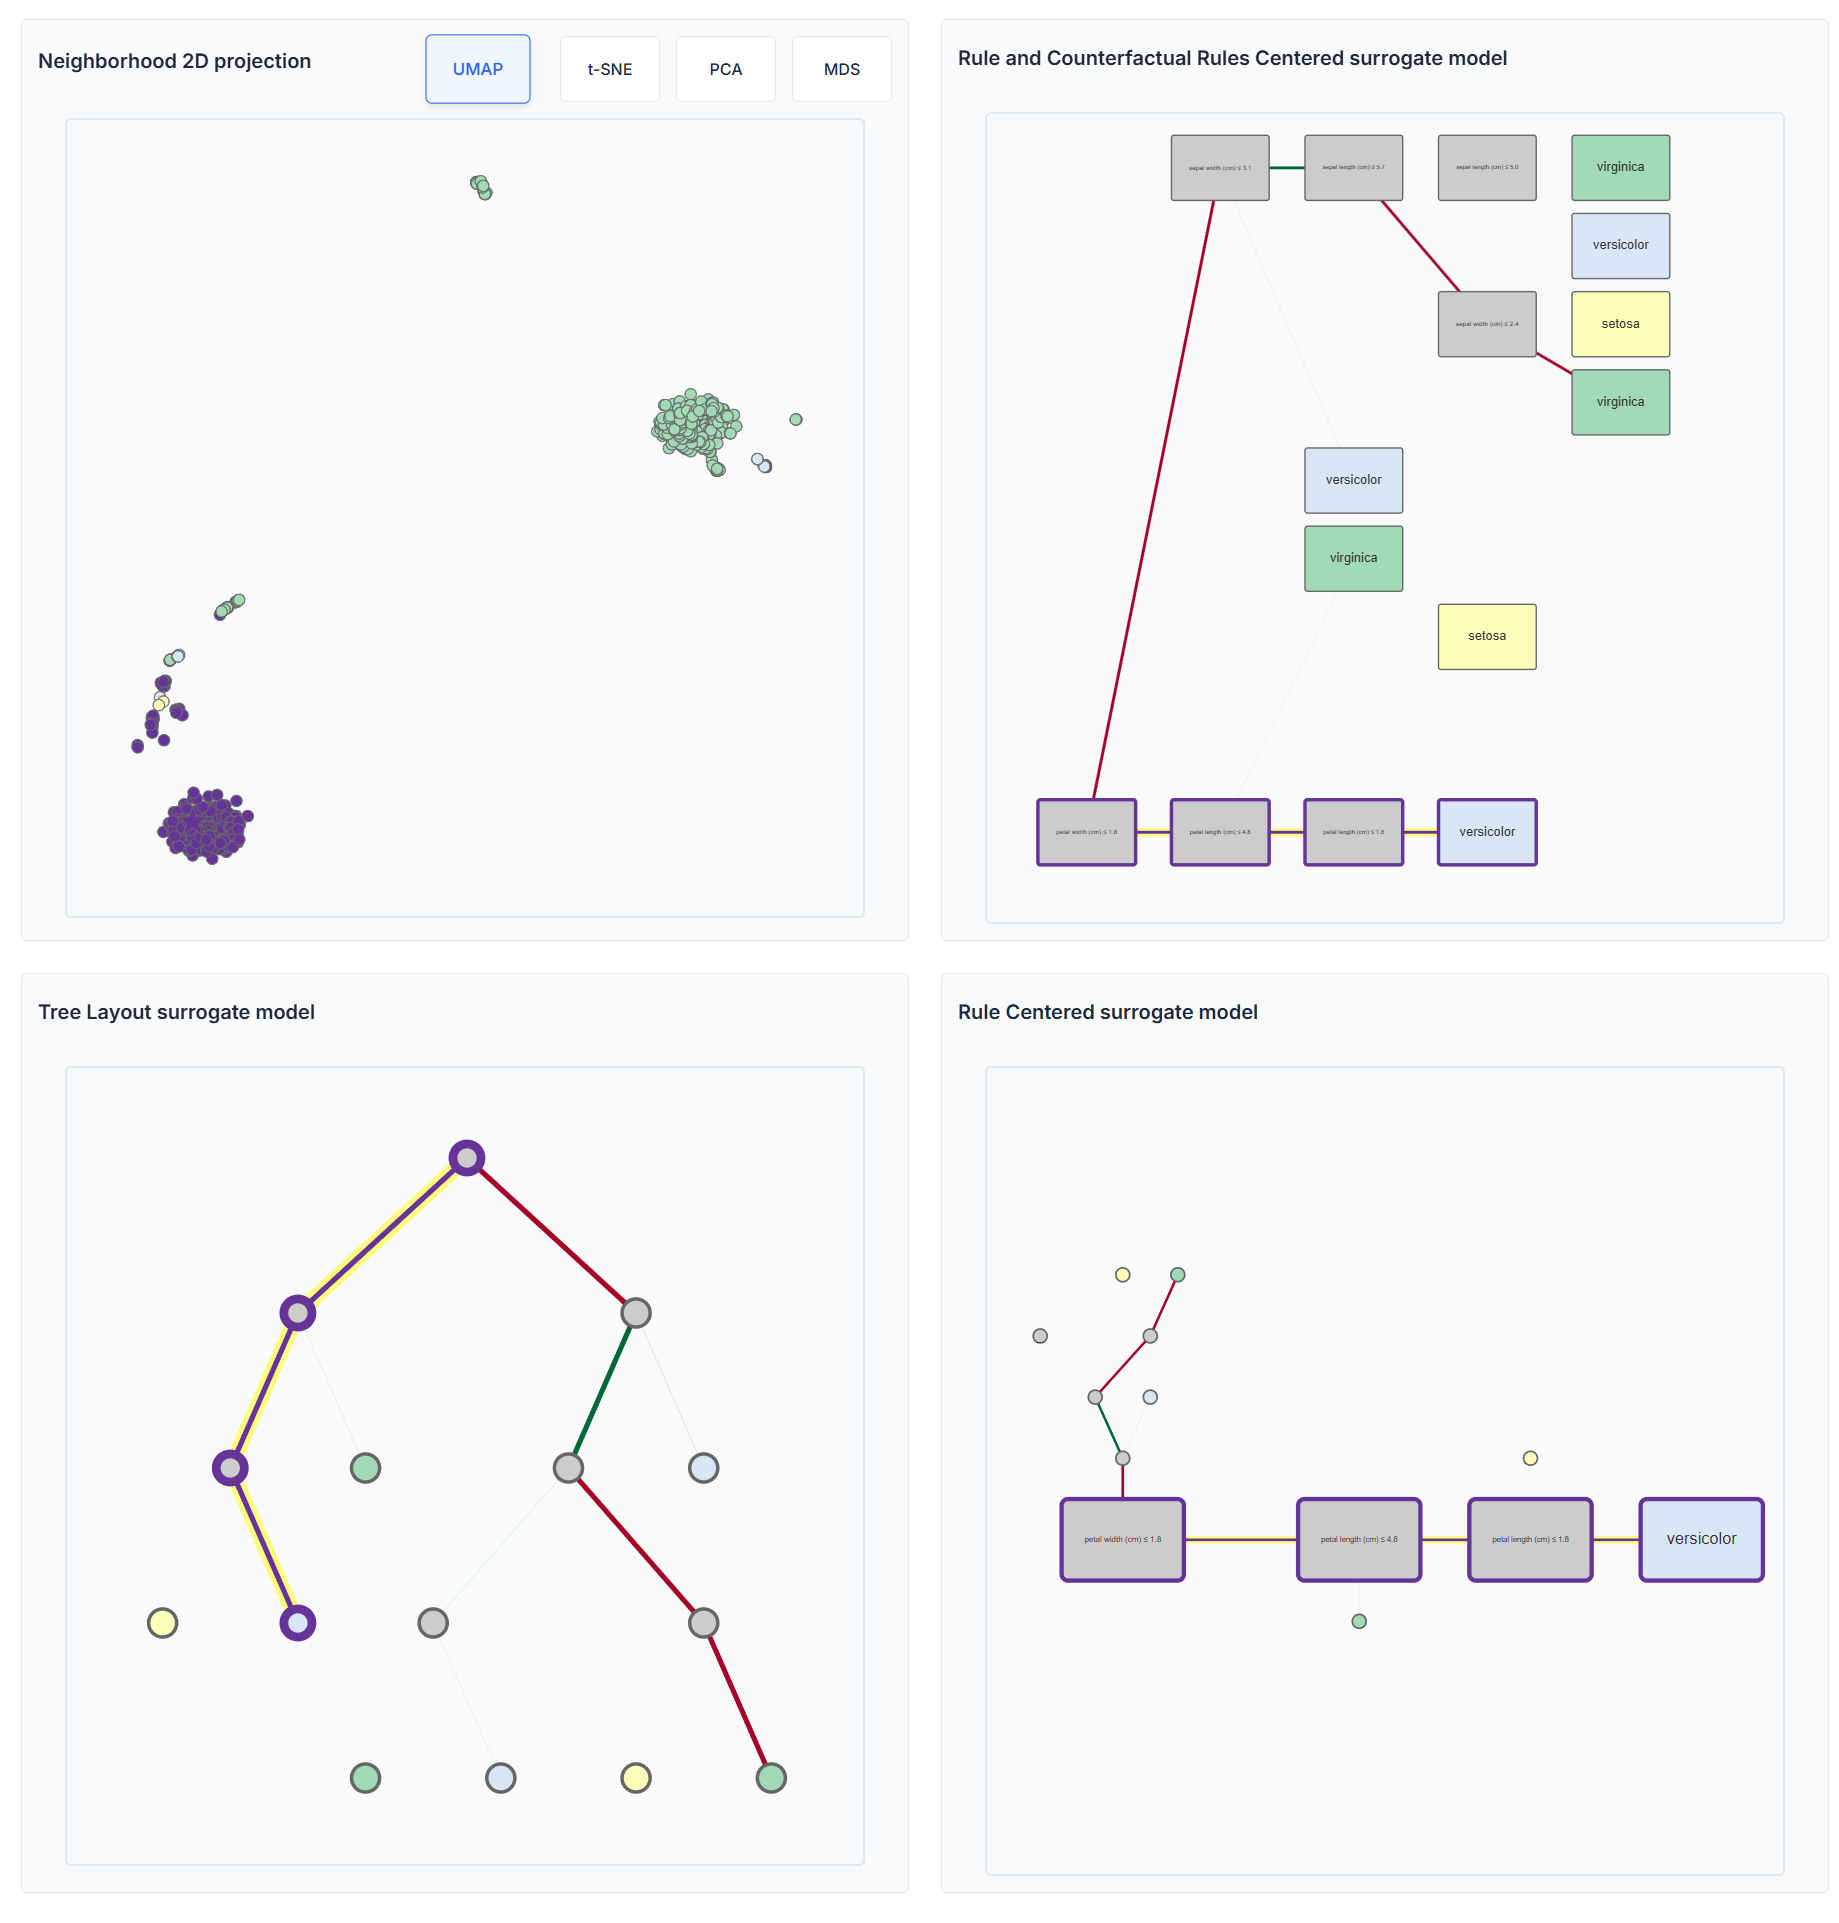 Neighborhood 2D projection
UMAP
t-SNE
PCA
MDS
Rule and Counterfactual Rules Centered surrogate model
sepal width (cm) ≤ 3.1
sepal length (cm) ≤ 5.7
sepal length (cm) ≤ 5.0
virginica
versicolor
sepal width (cm) ≤ 2.4
setosa
virginica
versicolor
virginica
setosa
petal width (cm) ≤ 1.8
petal length (cm) ≤ 4.8
petal length (cm) ≤ 1.8
versicolor
Tree Layout surrogate model
Rule Centered surrogate model
petal width (cm) ≤ 1.8
petal length (cm) ≤ 4.8
petal length (cm) ≤ 1.8
versicolor